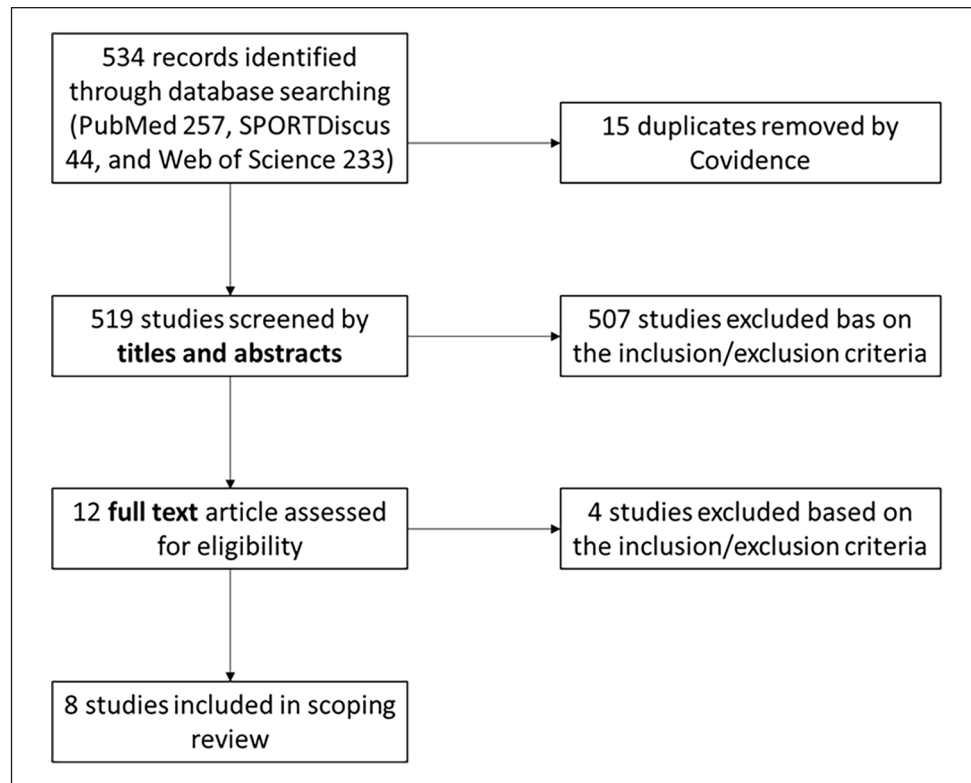 534 records identified
through database searching
(PubMed 257, SPORTDiscus
44, and Web of Science 233)
15 duplicates removed by
Covidence
519 studies screened by
titles and abstracts
507 studies excluded bas on
the inclusion/exclusion criteria
12 full text article assessed
for eligibility
4 studies excluded based on
the inclusion/exclusion criteria
8 studies included in scoping
review